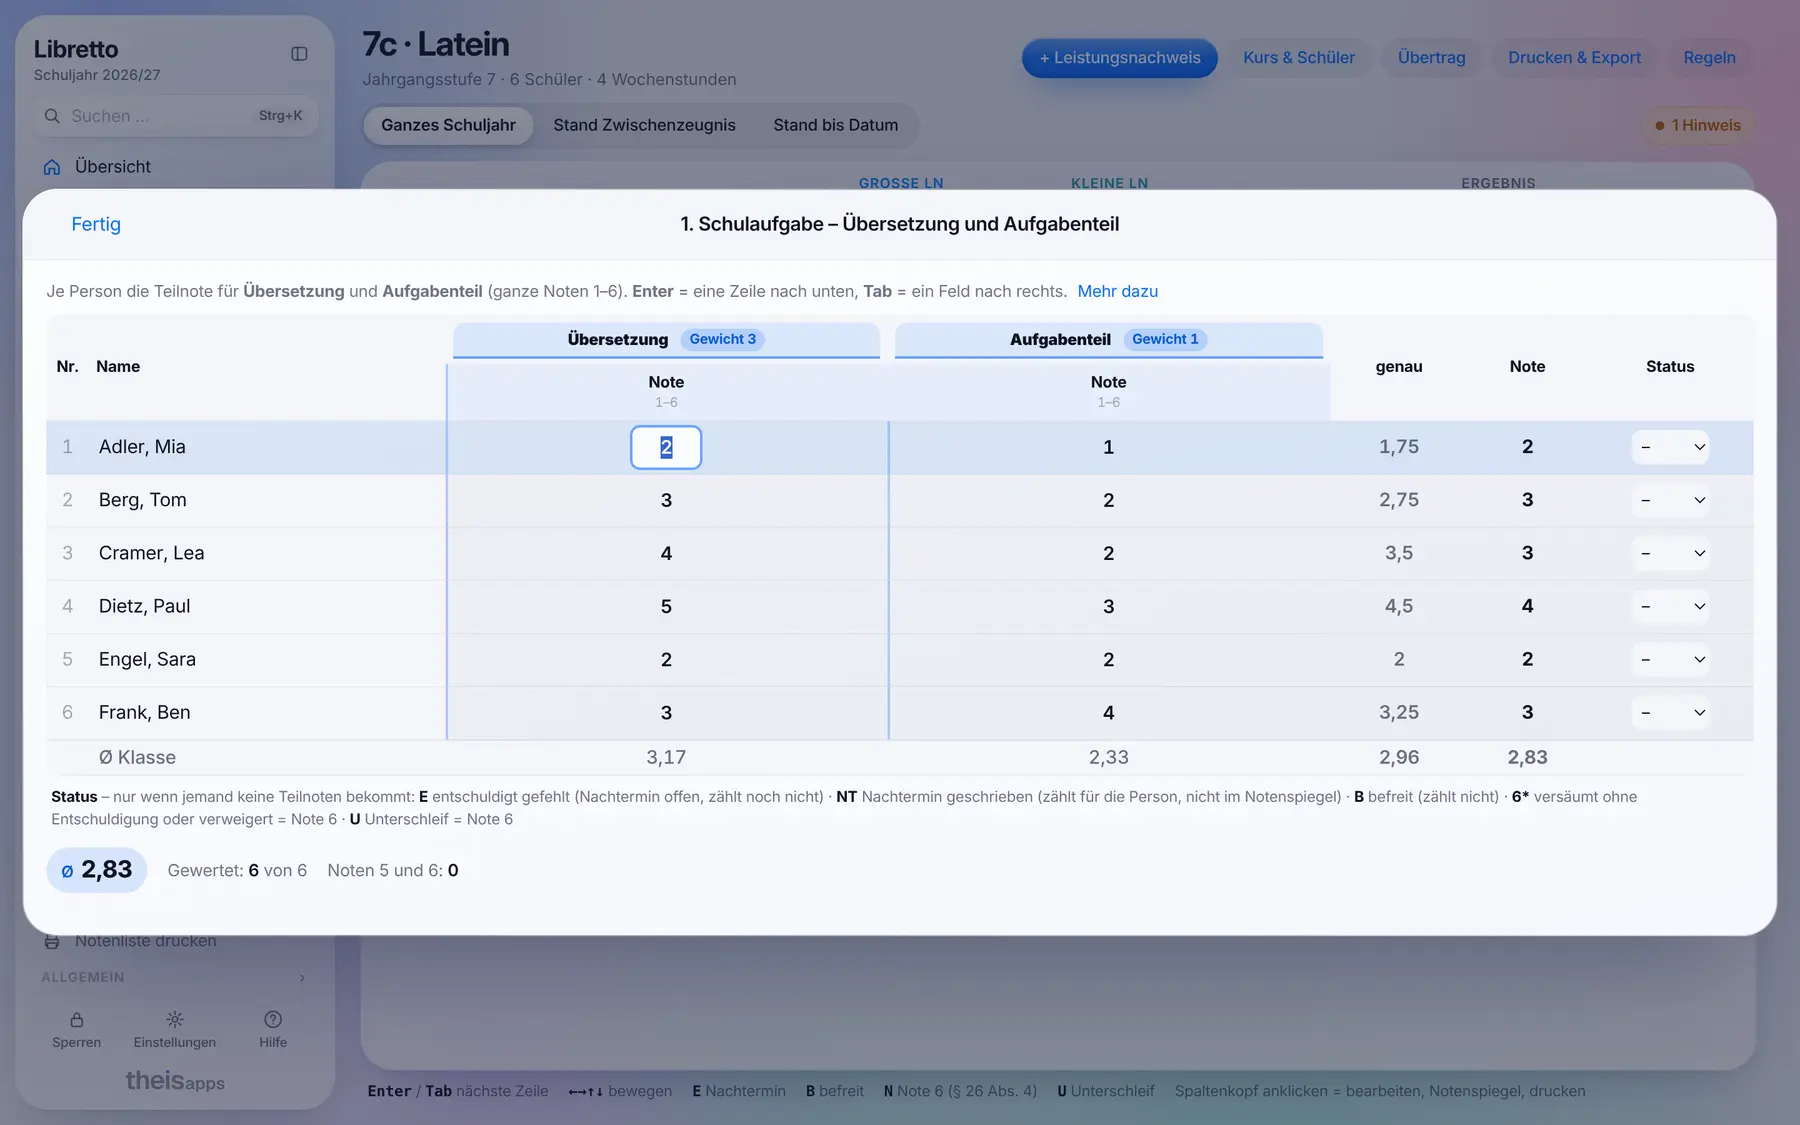 Libretto
Schuljahr 2026/27
Suchen ... Strg+K
Übersicht
7c · Latein
Jahrgangsstufe 7 · 6 Schüler · 4 Wochenstunden
+ Leistungsnachweis Kurs & Schüler Übertrag Drucken & Export Regeln
Ganzes Schuljahr Stand Zwischenzeugnis Stand bis Datum
1 Hinweis
GROSSE LN KLEINE LN ERGEBNIS
Fertig
1. Schulaufgabe – Übersetzung und Aufgabenteil
Je Person die Teilnote für Übersetzung und Aufgabenteil (ganze Noten 1–6). Enter = eine Zeile nach unten, Tab = ein Feld nach rechts. Mehr dazu
Übersetzung Gewicht 3 Aufgabenteil Gewicht 1
Nr. Name genau Note Status
Note Note
1–6 1–6
1 Adler, Mia 2 1 1,75 2 –
2 Berg, Tom 3 2 2,75 3 –
3 Cramer, Lea 4 2 3,5 3 –
4 Dietz, Paul 5 3 4,5 4 –
5 Engel, Sara 2 2 2 2 –
6 Frank, Ben 3 4 3,25 3 –
Ø Klasse 3,17 2,33 2,96 2,83
Status – nur wenn jemand keine Teilnoten bekommt: E entschuldigt gefehlt (Nachtermin offen, zählt noch nicht) · NT Nachtermin geschrieben (zählt für die Person, nicht im Notenspiegel) · B befreit (zählt nicht) · 6* versäumt ohne
Entschuldigung oder verweigert = Note 6 · U Unterschleif = Note 6
Ø 2,83 Gewertet: 6 von 6 Noten 5 und 6: 0
Notenliste drucken
ALLGEMEIN
Sperren Einstellungen Hilfe
theisapps
Enter / Tab nächste Zeile ←→↑↓ bewegen E Nachtermin B befreit N Note 6 (§ 26 Abs. 4) U Unterschleif Spaltenkopf anklicken = bearbeiten, Notenspiegel, drucken